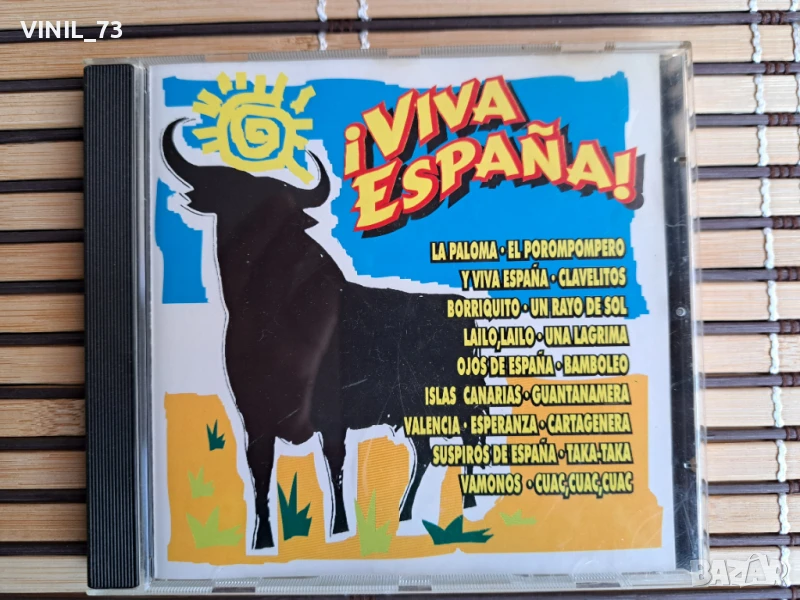 VINIL_73
¡VIVA
ESPAÑA!
LA PALOMA • EL POROMPOMPERO
Y VIVA ESPAÑA • CLAVELITOS
BORRIQUITO • UN RAYO DE SOL
LAILO,LAILO • UNA LAGRIMA
OJOS DE ESPAÑA • BAMBOLEO
ISLAS CANARIAS • GUANTANAMERA
VALENCIA • ESPERANZA • CARTAGENERA
SUSPIROS DE ESPAÑA • TAKA-TAKA
VAMONOS • CUAC,CUAC,CUAC
BAZAR